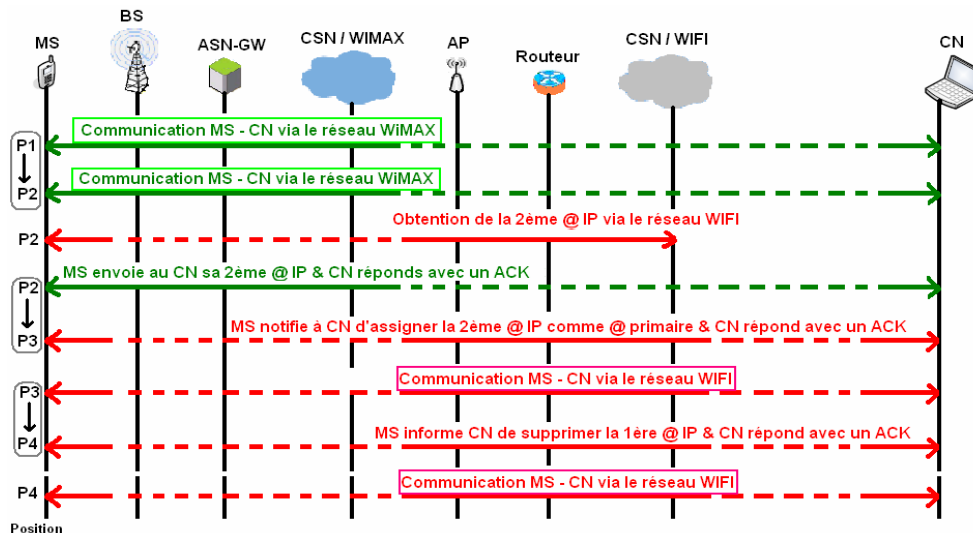 MS
BS
ASN-GW
CSN / WIMAX
AP
Routeur
CSN / WIFI
CN
P1
Communication MS - CN via le réseau WiMAX
P2
Communication MS - CN via le réseau WiMAX
P2
Obtention de la 2ème @ IP via le réseau WIFI
P2
MS envoie au CN sa 2ème @ IP & CN réponds avec un ACK
P3
MS notifie à CN d'assigner la 2ème @ IP comme @ primaire & CN répond avec un ACK
P3
Communication MS - CN via le réseau WIFI
P4
MS informe CN de supprimer la 1ère @ IP & CN répond avec un ACK
P4
Communication MS - CN via le réseau WIFI
Position